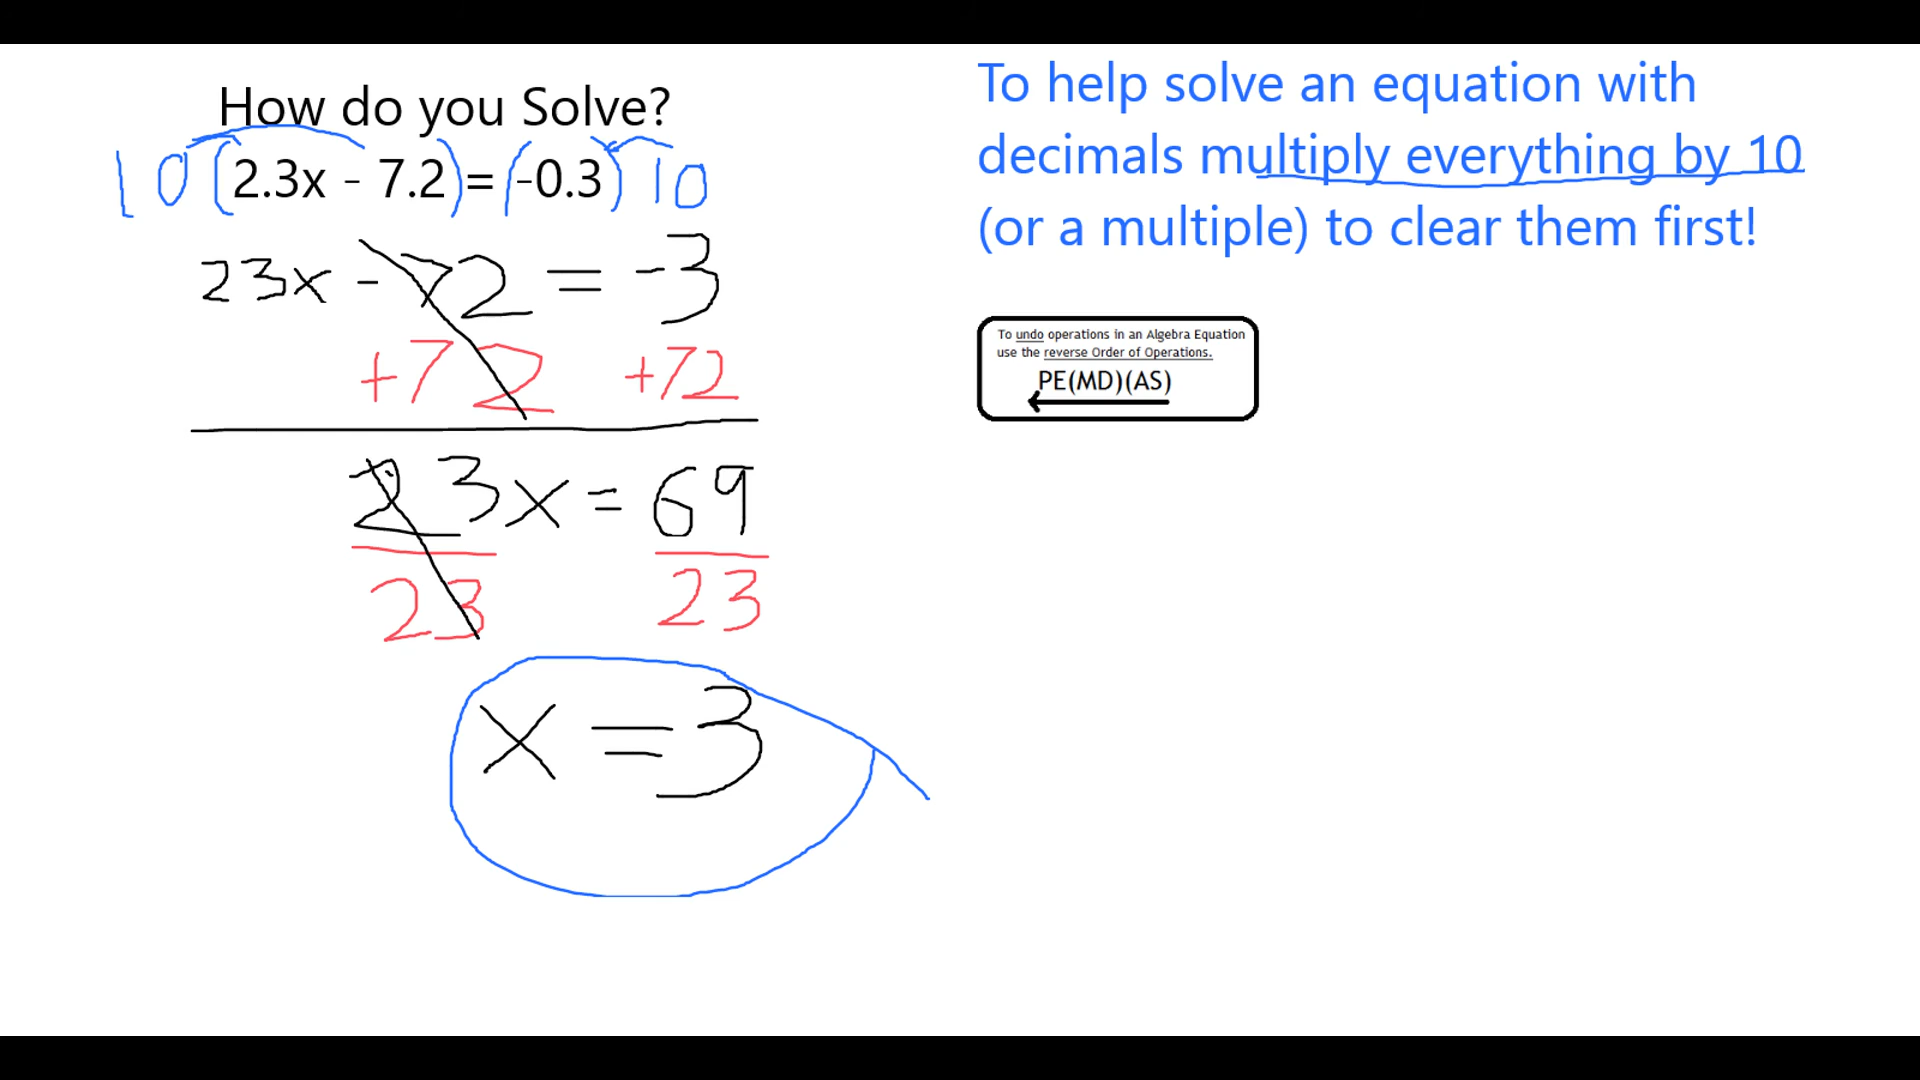 How do you Solve?
10(2.3x - 7.2)=(-0.3)10
23x - 72 = -3
+72 +72
23x = 69
23 23
x = 3
To help solve an equation with
decimals multiply everything by 10
(or a multiple) to clear them first!
To undo operations in an Algebra Equation
use the reverse Order of Operations.
PE(MD)(AS)